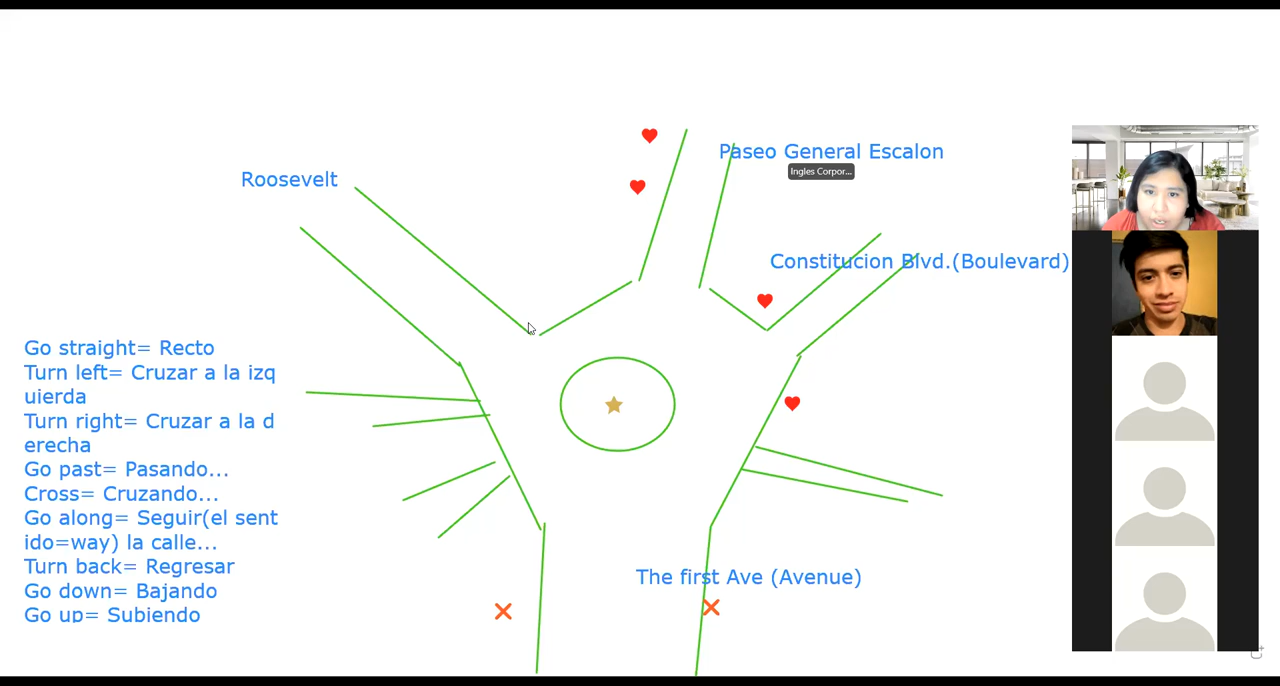 Paseo General Escalon
Ingles Corpor...
Roosevelt
Constitucion Blvd.(Boulevard)
Go straight= Recto
Turn left= Cruzar a la izq
uierda
Turn right= Cruzar a la d
erecha
Go past= Pasando...
Cross= Cruzando...
Go along= Seguir(el sent
ido=way) la calle...
Turn back= Regresar
Go down= Bajando
Go up= Subiendo
The first Ave (Avenue)